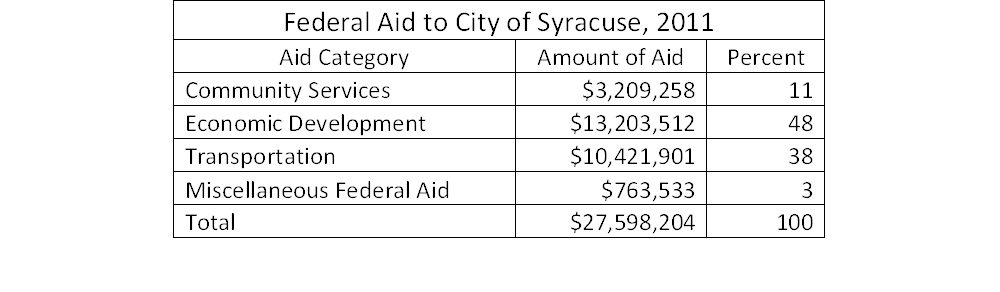 Federal Aid to City of Syracuse, 2011
Aid Category Amount of Aid Percent
Community Services $3,209,258 11
Economic Development $13,203,512 48
Transportation $10,421,901 38
Miscellaneous Federal Aid $763,533 3
Total $27,598,204 100